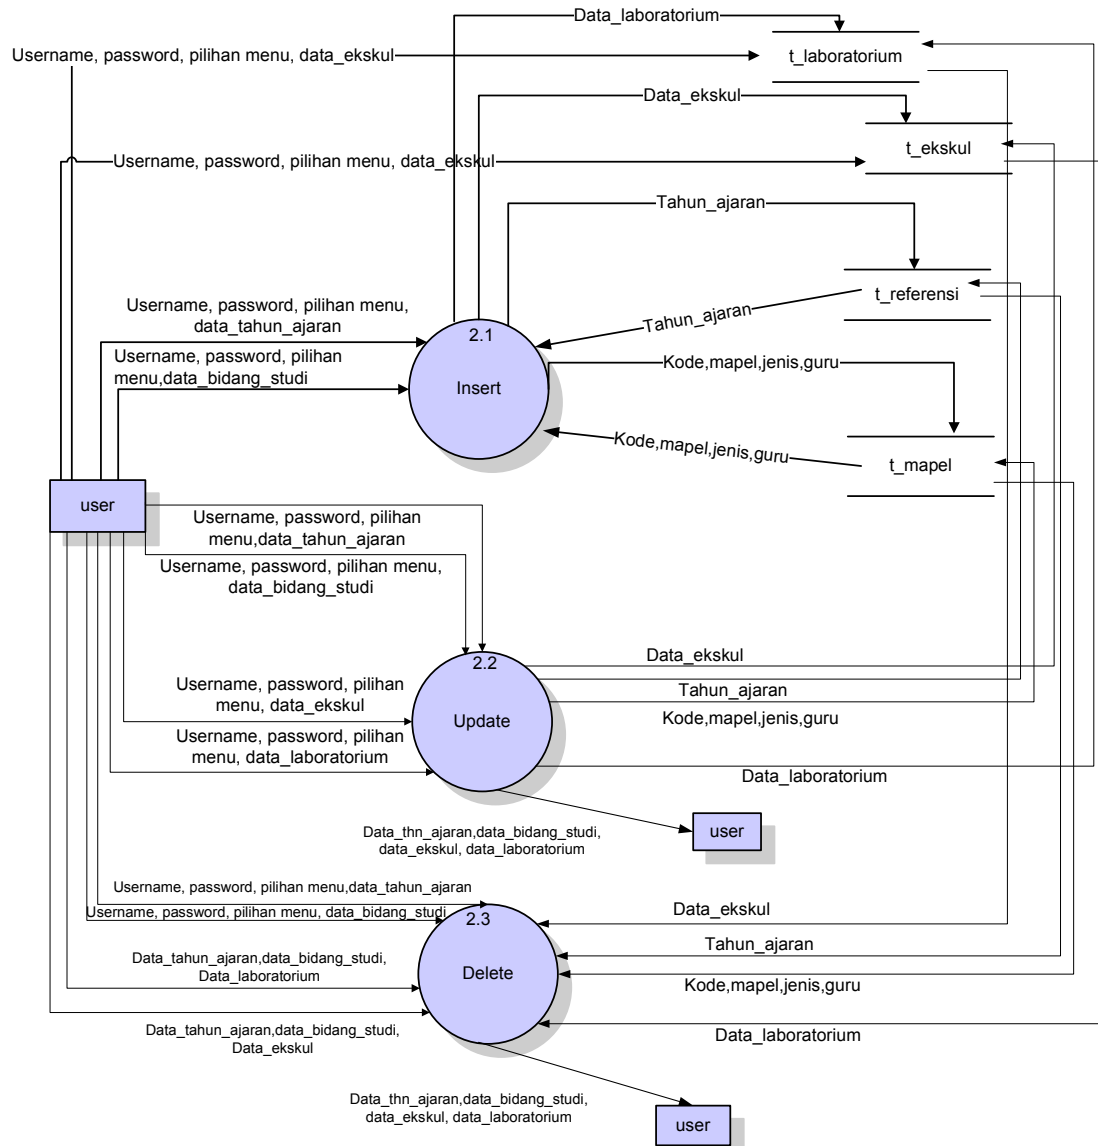 Data_laboratorium
Username, password, pilihan menu, data_ekskul
t_laboratorium
Data_ekskul
t_ekskul
Username, password, pilihan menu, data_ekskul
Tahun_ajaran
t_referensi
Username, password, pilihan menu,
data_tahun_ajaran
Tahun_ajaran
2.1
Insert
Username, password, pilihan
menu,data_bidang_studi
Kode,mapel,jenis,guru
Kode,mapel,jenis,guru
t_mapel
user
Username, password, pilihan
menu,data_tahun_ajaran
Username, password, pilihan menu,
data_bidang_studi
2.2
Update
Data_ekskul
Tahun_ajaran
Kode,mapel,jenis,guru
Username, password, pilihan
menu, data_ekskul
Username, password, pilihan
menu, data_laboratorium
Data_laboratorium
Data_thn_ajaran,data_bidang_studi,
data_ekskul, data_laboratorium
user
Username, password, pilihan menu,data_tahun_ajaran
Username, password, pilihan menu, data_bidang_studi
2.3
Delete
Data_ekskul
Tahun_ajaran
Kode,mapel,jenis,guru
Data_tahun_ajaran,data_bidang_studi,
Data_laboratorium
Data_tahun_ajaran,data_bidang_studi,
Data_ekskul
Data_laboratorium
Data_thn_ajaran,data_bidang_studi,
data_ekskul, data_laboratorium
user